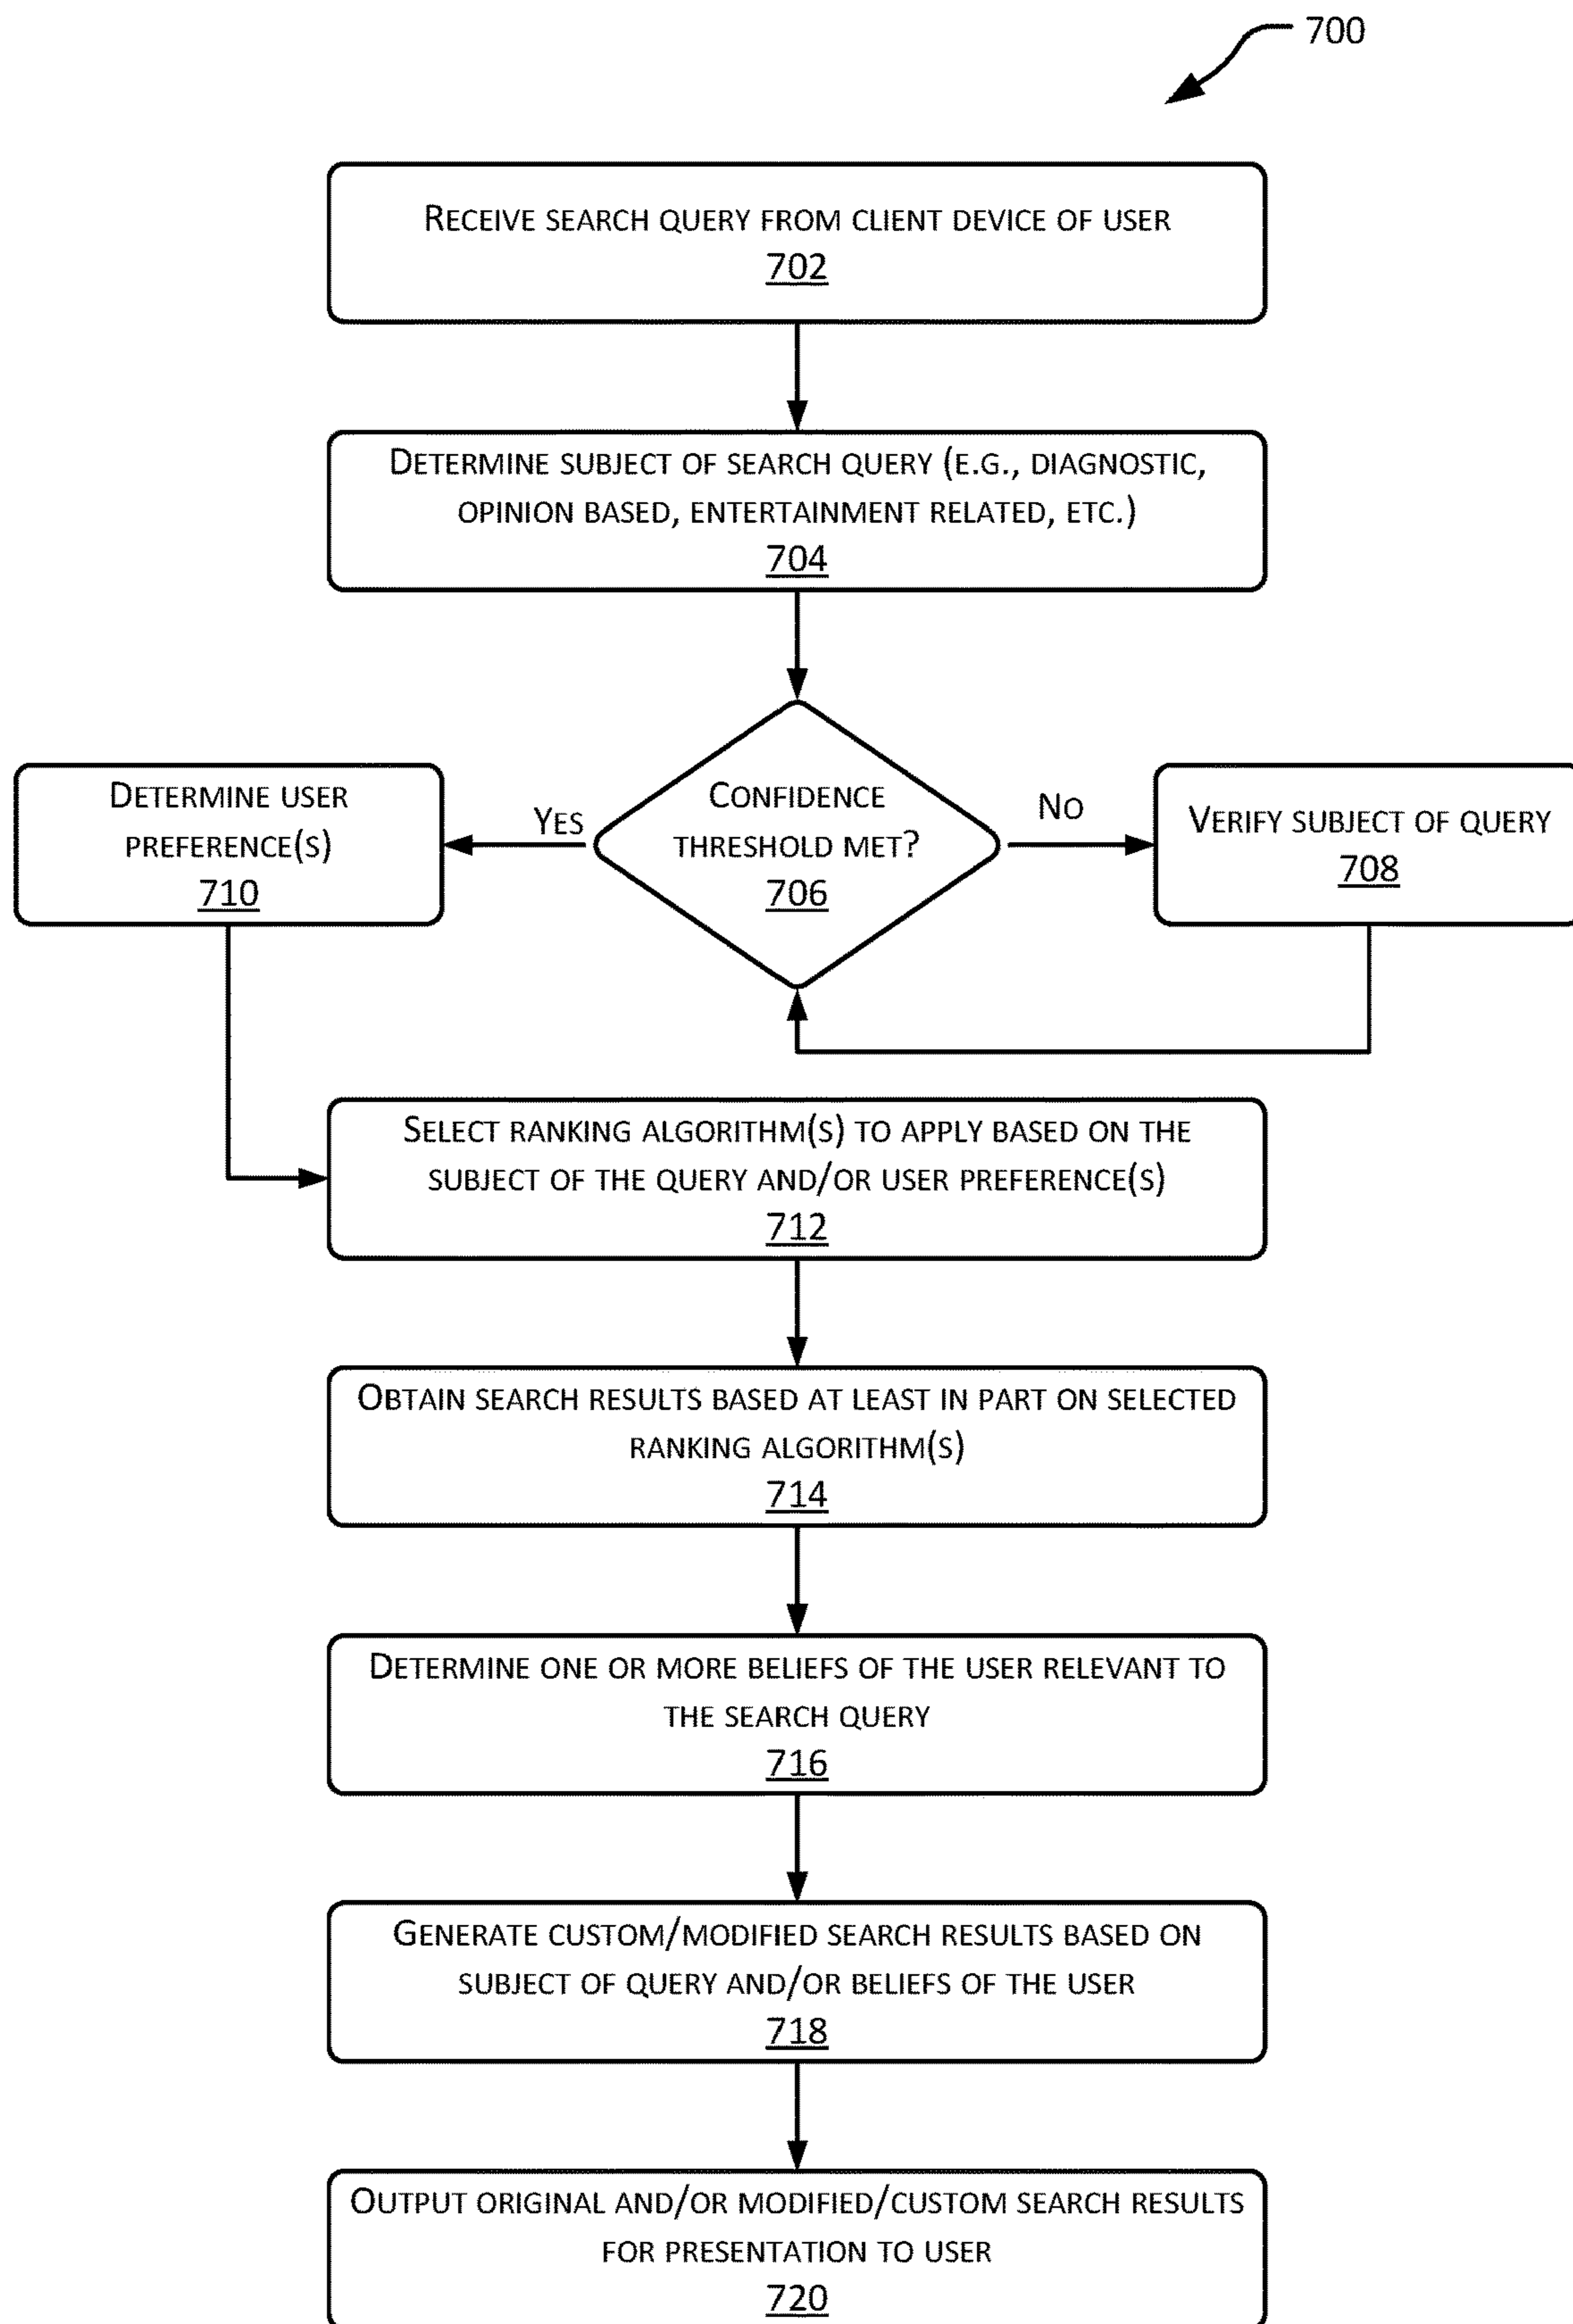 700
Receive search query from client device of user
702
Determine subject of search query (e.g., diagnostic,
opinion based, entertainment related, etc.)
704
Determine user
preference(s)
710
Yes
Confidence
threshold met?
706
No
Verify subject of query
708
Select ranking algorithm(s) to apply based on the
subject of the query and/or user preference(s)
712
Obtain search results based at least in part on selected
ranking algorithm(s)
714
Determine one or more beliefs of the user relevant to
the search query
716
Generate custom/modified search results based on
subject of query and/or beliefs of the user
718
Output original and/or modified/custom search results
for presentation to user
720